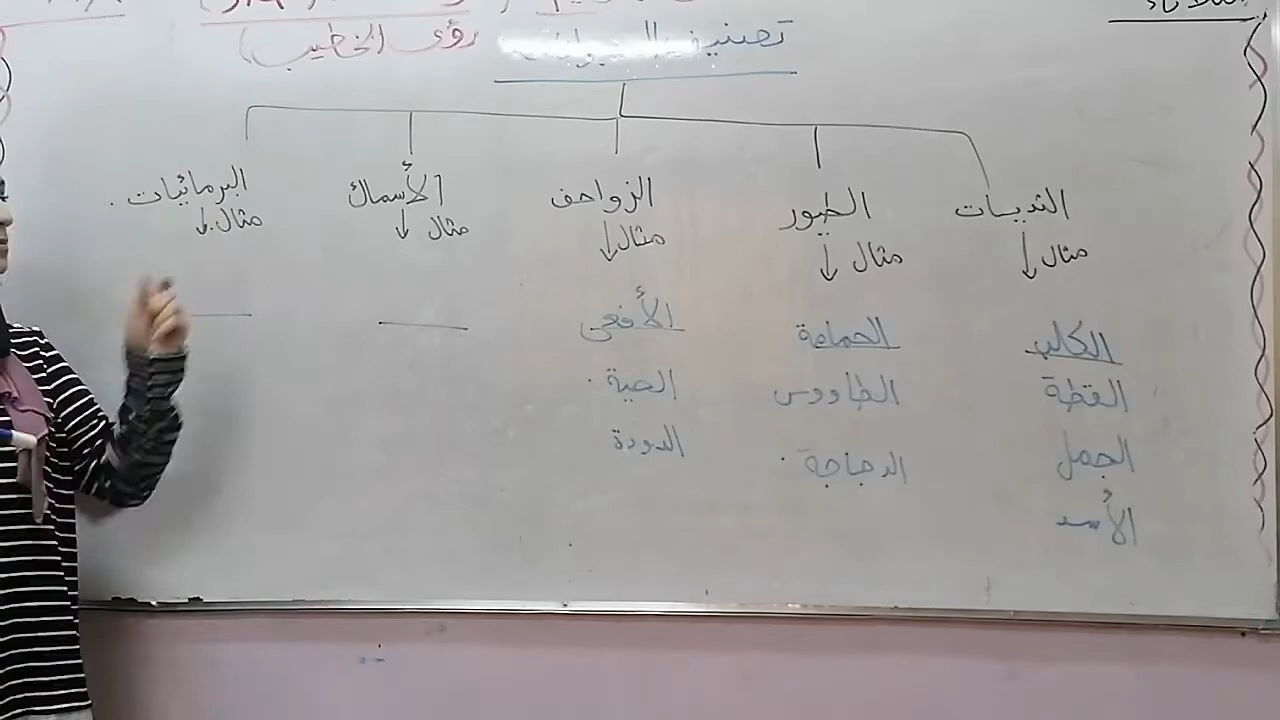 الثلاثاء
تصنيف الحيوانات (رؤى الخطيب)
الثدييات
الطيور
الزواحف
الأسماك
البرمائيات
مثال
مثال
مثال
مثال
مثال
الكلب
القطة
الجمل
الأسد
الحمامة
الطاووس
الدجاجة
الأفعى
الحية
الدودة